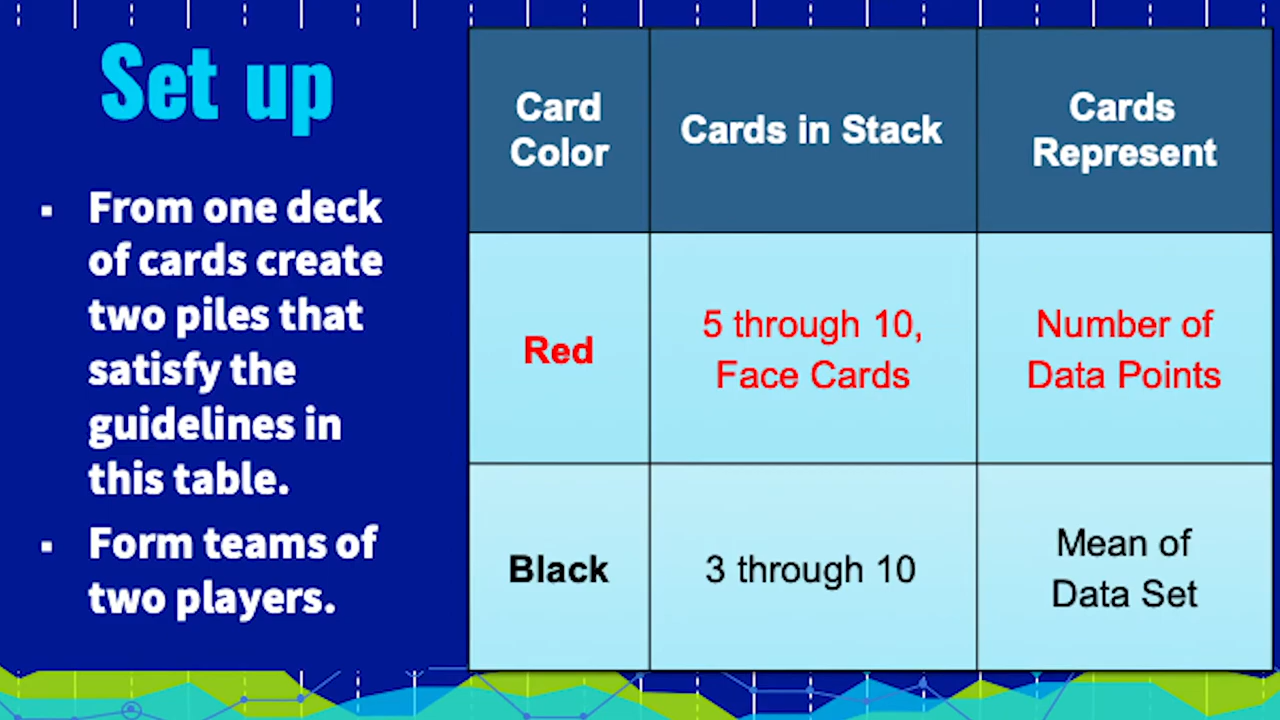 Set up
▪ From one deck
of cards create
two piles that
satisfy the
guidelines in
this table.
▪ Form teams of
two players.
Card
Color
Cards in Stack
Cards
Represent
Red
5 through 10,
Face Cards
Number of
Data Points
Black
3 through 10
Mean of
Data Set